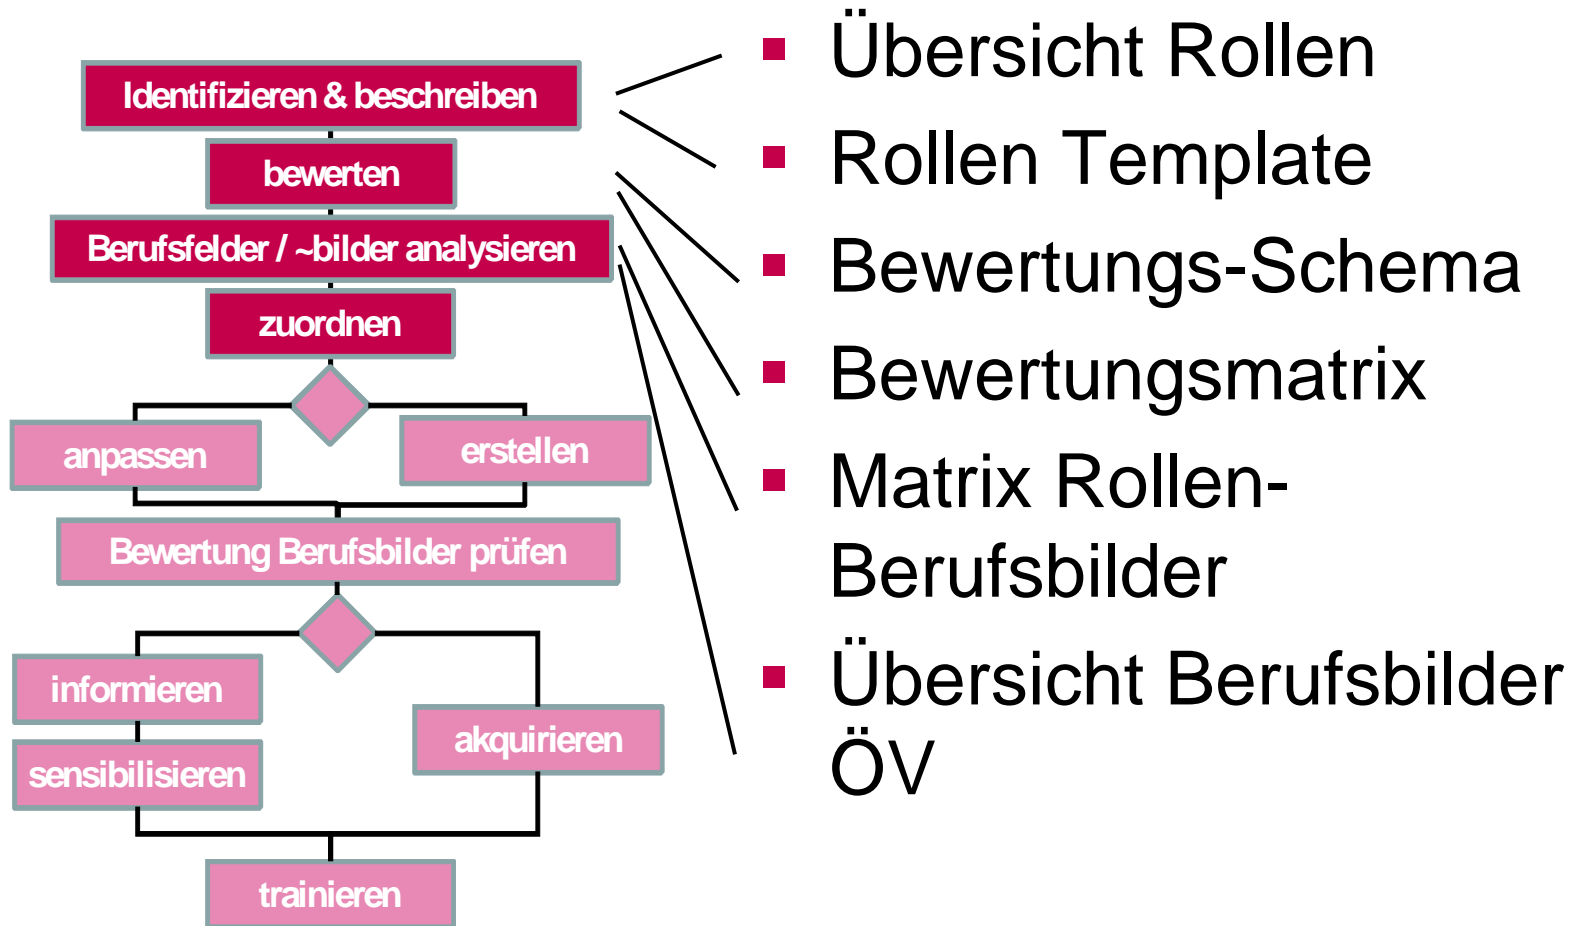 Identifizieren & beschreiben
bewerten
Berufsfelder / ~bilder analysieren
zuordnen
anpassen
erstellen
Bewertung Berufsbilder prüfen
informieren
sensibilisieren
akquirieren
trainieren
Übersicht Rollen
Rollen Template
Bewertungs-Schema
Bewertungsmatrix
Matrix Rollen-
Berufsbilder
Übersicht Berufsbilder
ÖV